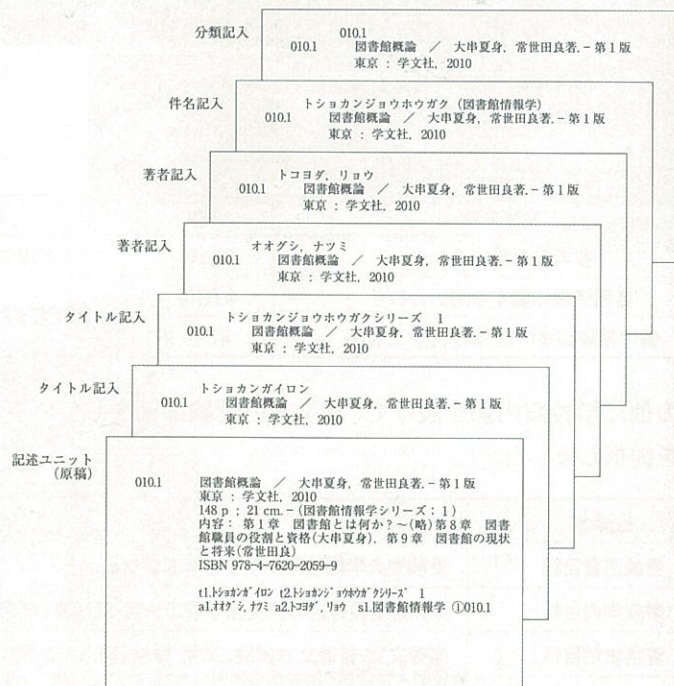 分類記入
010.1
010.1 図書館概論 ／ 大串夏身, 常世田良著.－第1版
東京 : 学文社, 2010
件名記入
トショカンジョウホウガク (図書館情報学)
010.1 図書館概論 ／ 大串夏身, 常世田良著.－第1版
東京 : 学文社, 2010
著者記入
トコヨダ, リョウ
010.1 図書館概論 ／ 大串夏身, 常世田良著.－第1版
東京 : 学文社, 2010
著者記入
オオグシ, ナツミ
010.1 図書館概論 ／ 大串夏身, 常世田良著.－第1版
東京 : 学文社, 2010
タイトル記入
トショカンジョウホウガクシリーズ 1
010.1 図書館概論 ／ 大串夏身, 常世田良著.－第1版
東京 : 学文社, 2010
タイトル記入
トショカンガイロン
010.1 図書館概論 ／ 大串夏身, 常世田良著.－第1版
東京 : 学文社, 2010
記述ユニット
(原稿)
010.1 図書館概論 ／ 大串夏身, 常世田良著.－第1版
東京 : 学文社, 2010
148 p ; 21 cm.－(図書館情報学シリーズ ; 1)
内容 : 第1章 図書館とは何か？～(略)第8章 図書
館職員の役割と資格(大串夏身). 第9章 図書館の現状
と将来(常世田良)
ISBN 978-4-7620-2059-9
t1.ﾄｼｮｶﾝｶﾞｲﾛﾝ t2.ﾄｼｮｶﾝｼﾞｮｳﾎｳｶﾞｸｼﾘｰｽﾞ 1
a1.ｵｵｸﾞｼ, ﾅﾂﾐ a2.ﾄｺﾖﾀﾞ, ﾘｮｳ s1.図書館情報学 ①010.1